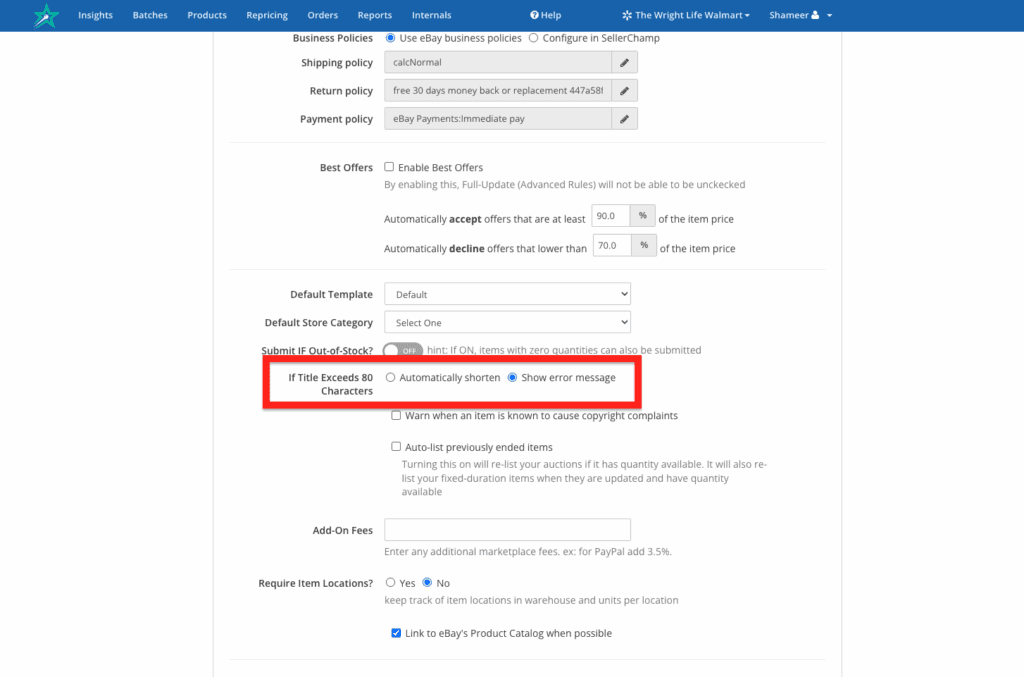 Insights Batches Products Repricing Orders Reports Internals Help The Wright Life Walmart Shameer
Business Policies Use eBay business policies Configure in SellerChamp
Shipping policy calcNormal
Return policy free 30 days money back or replacement 447a58f
Payment policy eBay Payments:Immediate pay
Best Offers Enable Best Offers
By enabling this, Full-Update (Advanced Rules) will not be able to be unckecked
Automatically accept offers that are at least 90.0 % of the item price
Automatically decline offers that lower than 70.0 % of the item price
Default Template Default
Default Store Category Select One
Submit IF Out-of-Stock? OFF hint: If ON, items with zero quantities can also be submitted
If Title Exceeds 80 Automatically shorten Show error message
Characters
Warn when an item is known to cause copyright complaints
Auto-list previously ended items
Turning this on will re-list your auctions if it has quantity available. It will also re-
list your fixed-duration items when they are updated and have quantity
available
Add-On Fees
Enter any additional marketplace fees. ex: for PayPal add 3.5%.
Require Item Locations? Yes No
keep track of item locations in warehouse and units per location
Link to eBay's Product Catalog when possible